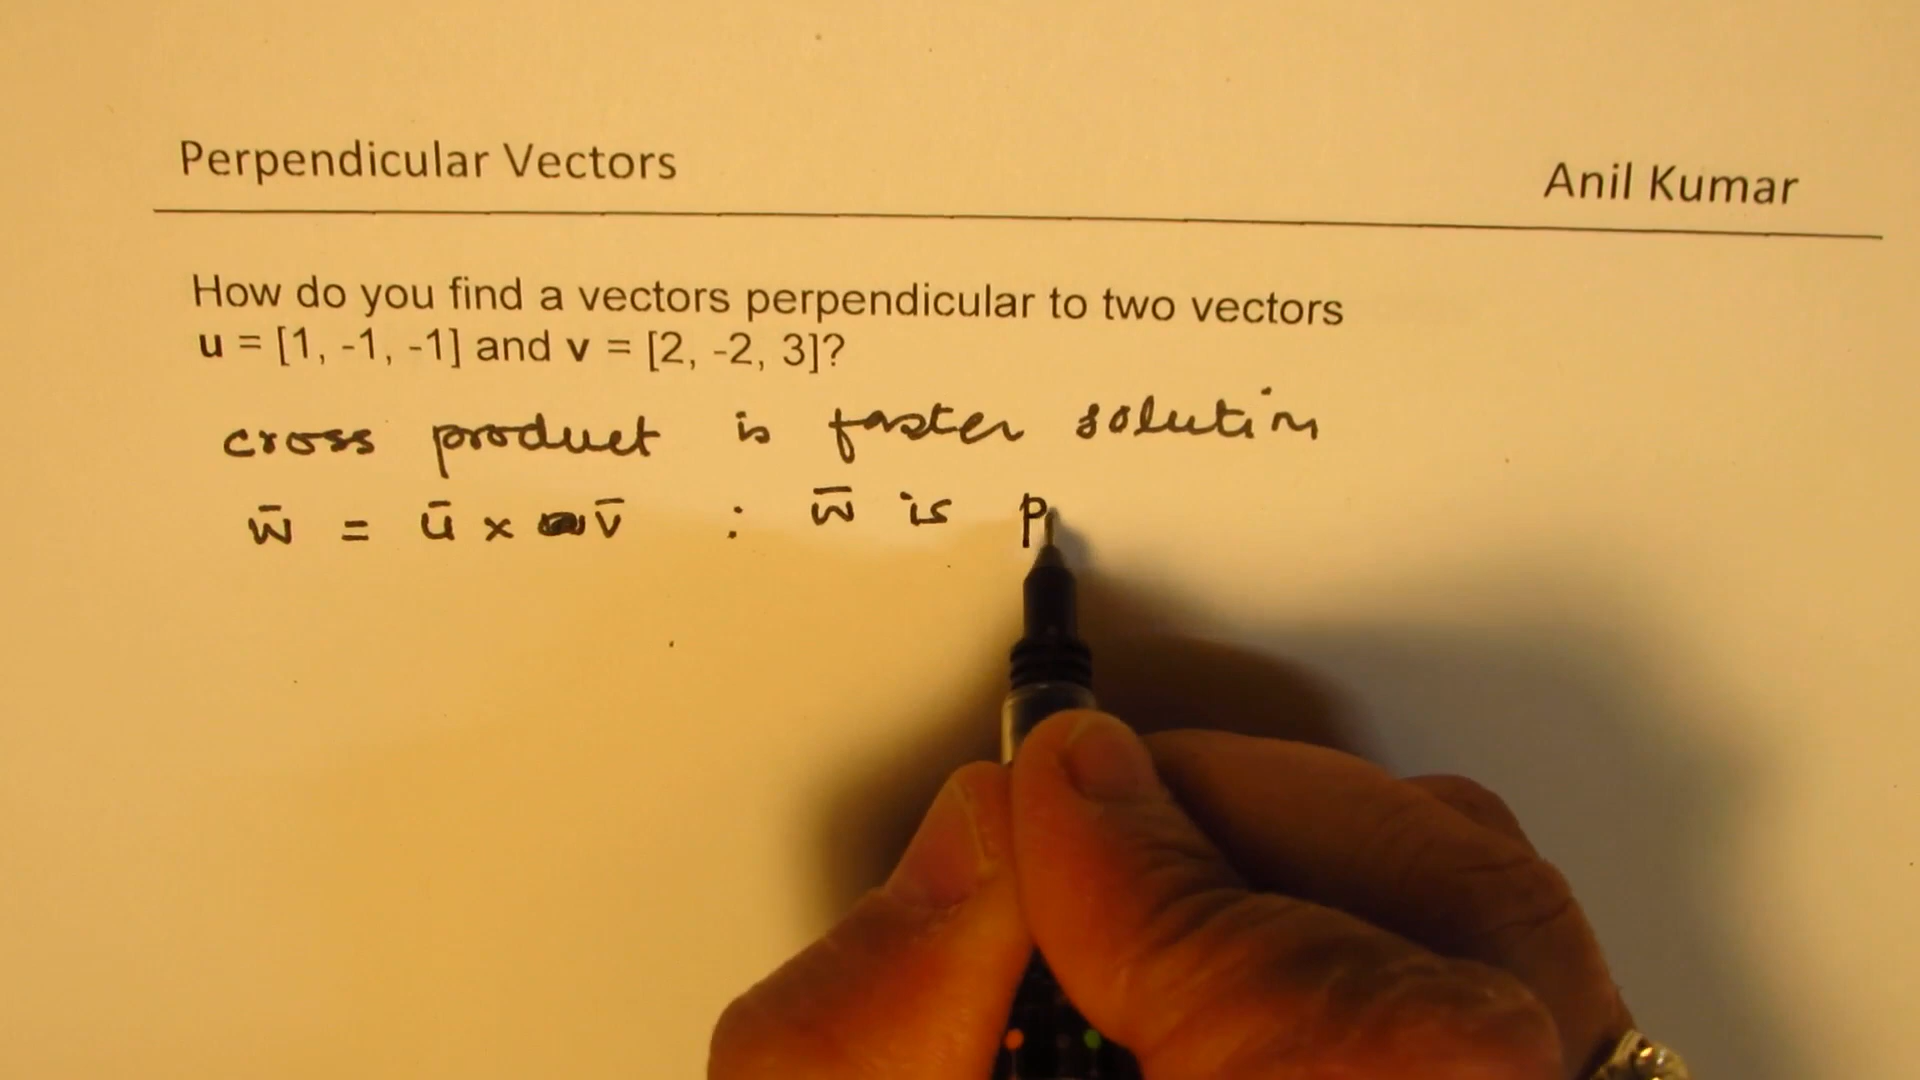 Perpendicular Vectors
Anil Kumar
How do you find a vectors perpendicular to two vectors
u = [1, -1, -1] and v = [2, -2, 3]?
cross product is faster solution
w̄ = ū × v̄ : w̄ is p